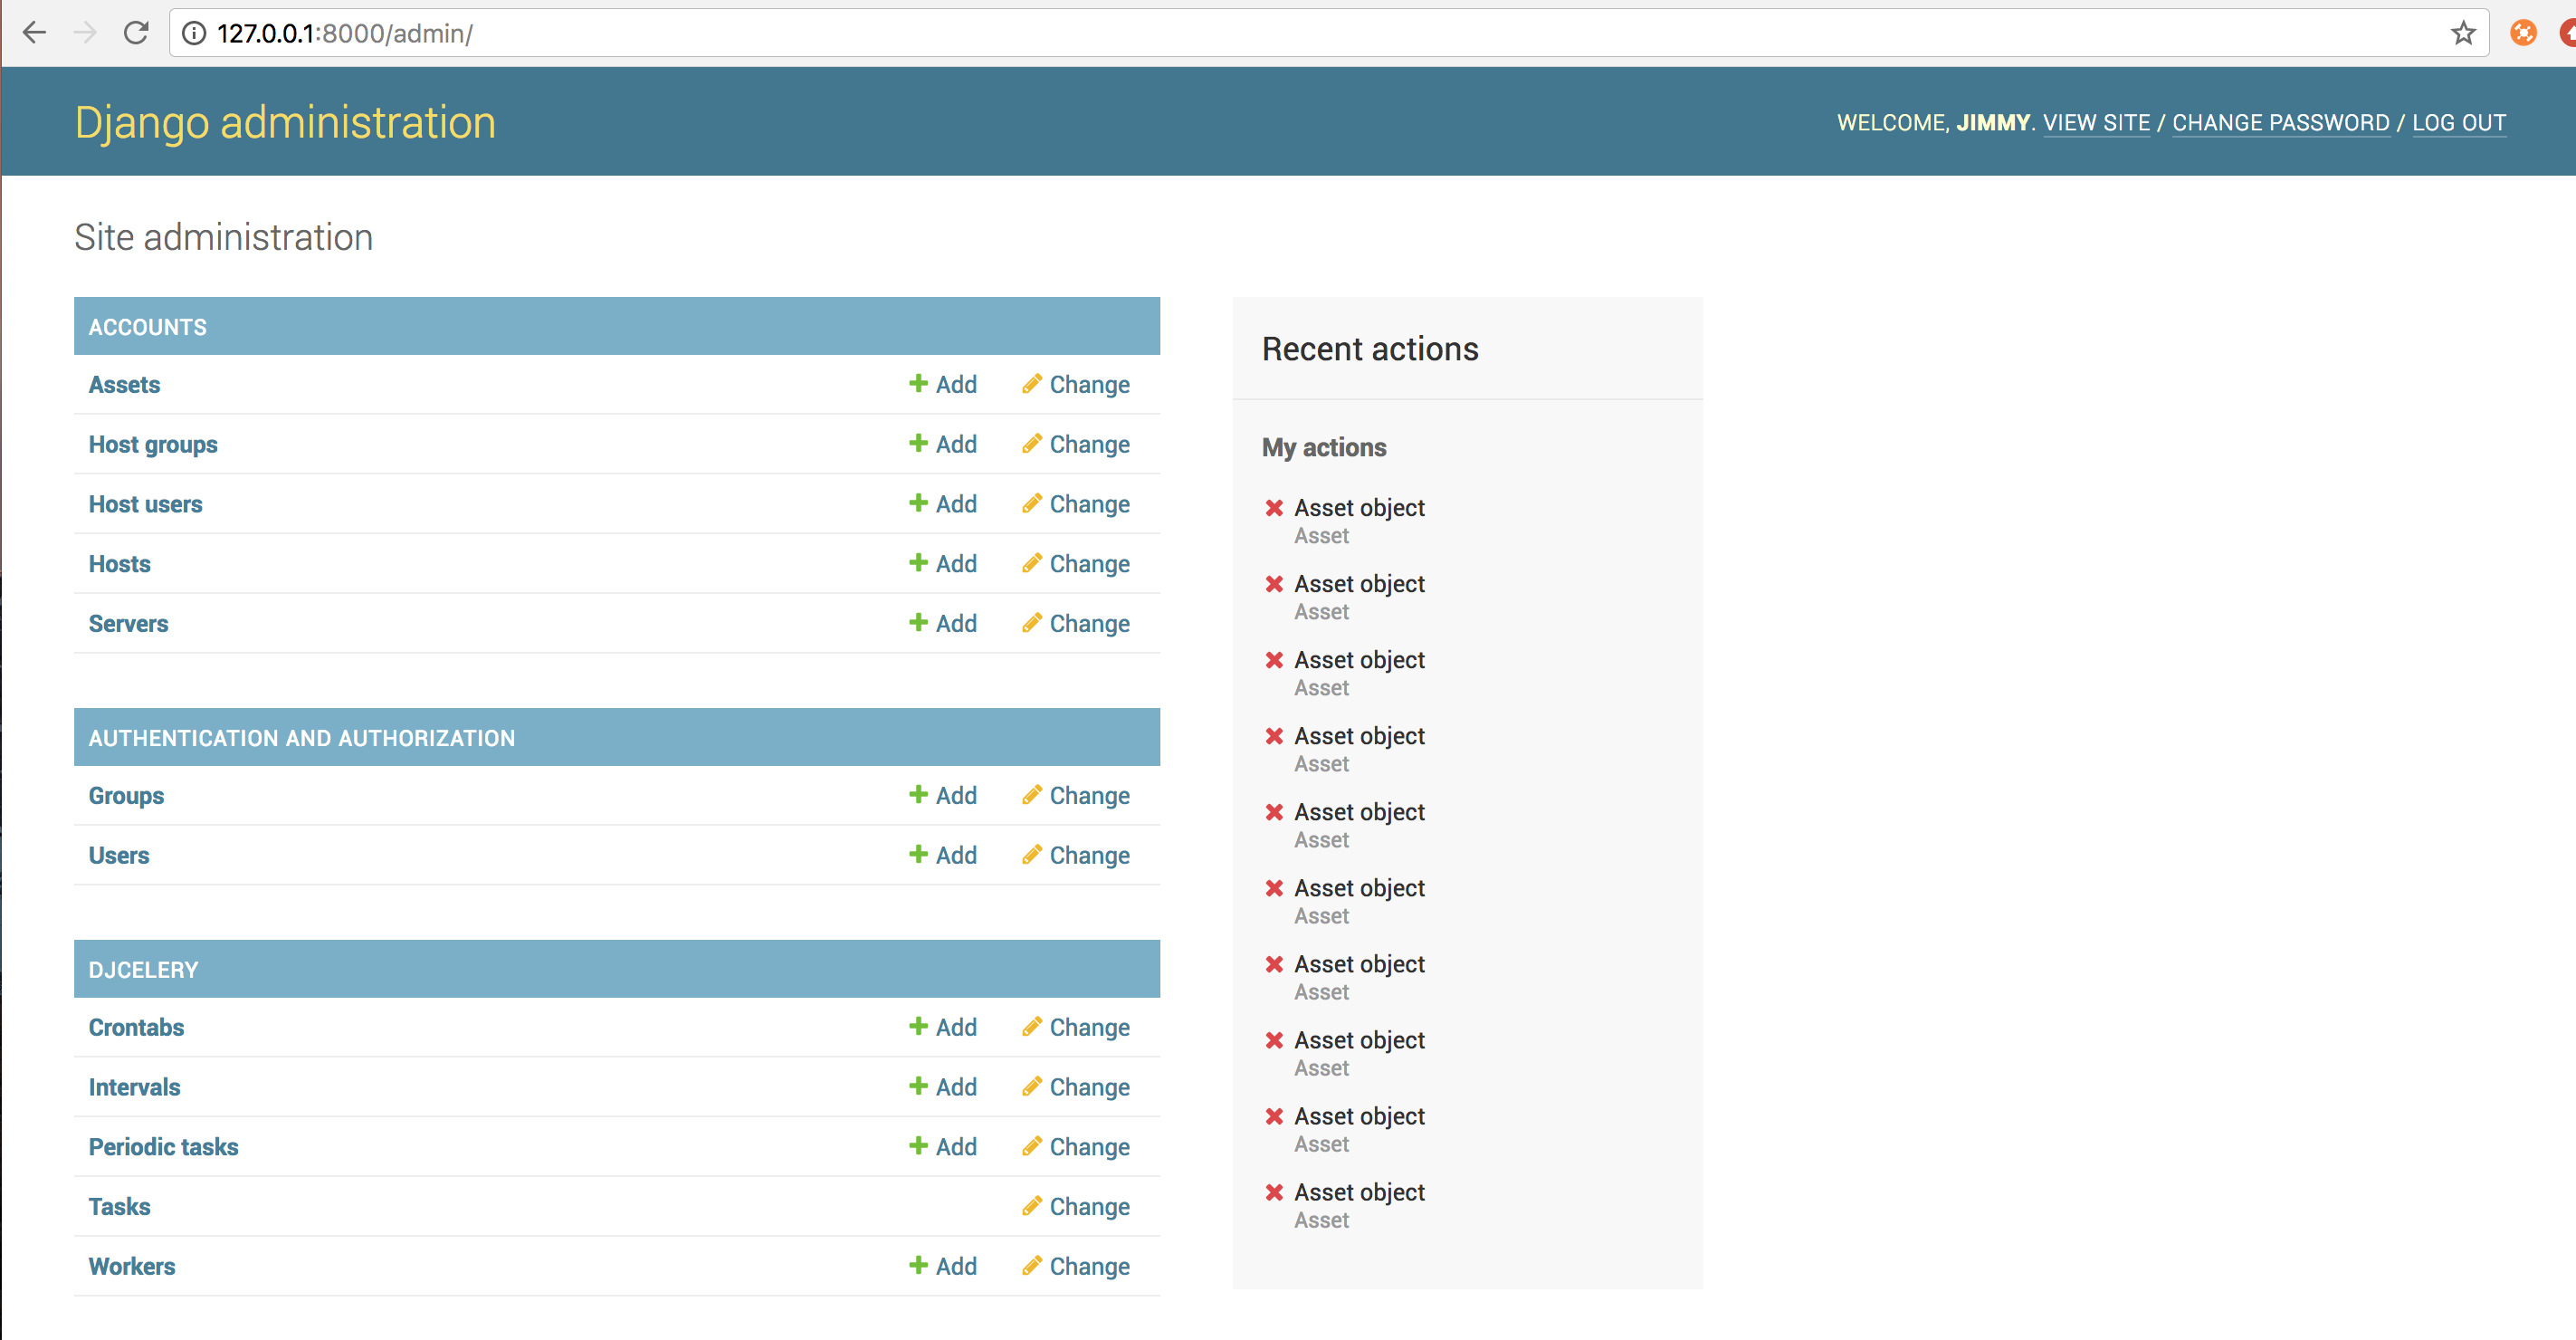 127.0.0.1:8000/admin/
Django administration
WELCOME, JIMMY. VIEW SITE / CHANGE PASSWORD / LOG OUT
Site administration
ACCOUNTS
Assets Add Change
Host groups Add Change
Host users Add Change
Hosts Add Change
Servers Add Change
AUTHENTICATION AND AUTHORIZATION
Groups Add Change
Users Add Change
DJCELERY
Crontabs Add Change
Intervals Add Change
Periodic tasks Add Change
Tasks Change
Workers Add Change
Recent actions
My actions
Asset object
Asset
Asset object
Asset
Asset object
Asset
Asset object
Asset
Asset object
Asset
Asset object
Asset
Asset object
Asset
Asset object
Asset
Asset object
Asset
Asset object
Asset